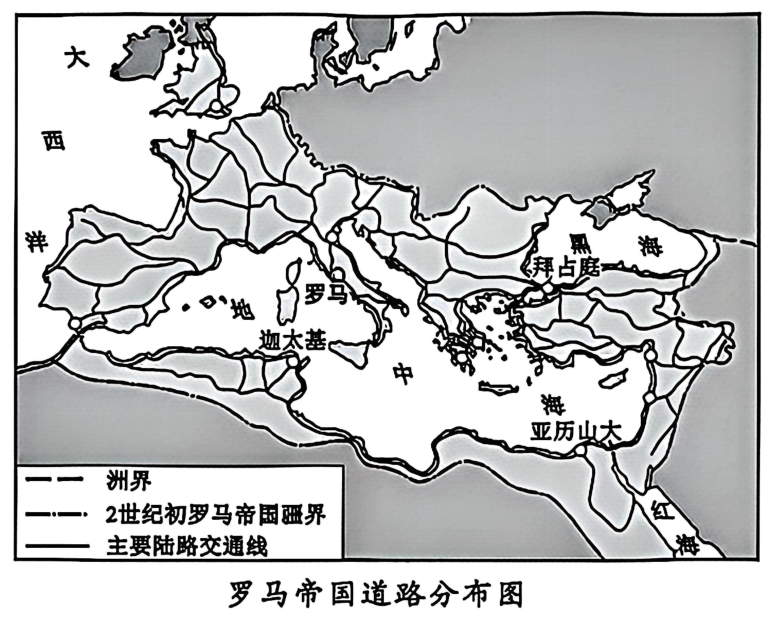 大
西
洋
黑
海
拜占庭
罗马
地
迦太基
中
海
亚历山大
红
海
洲界
2世纪初罗马帝国疆界
主要陆路交通线
罗马帝国道路分布图